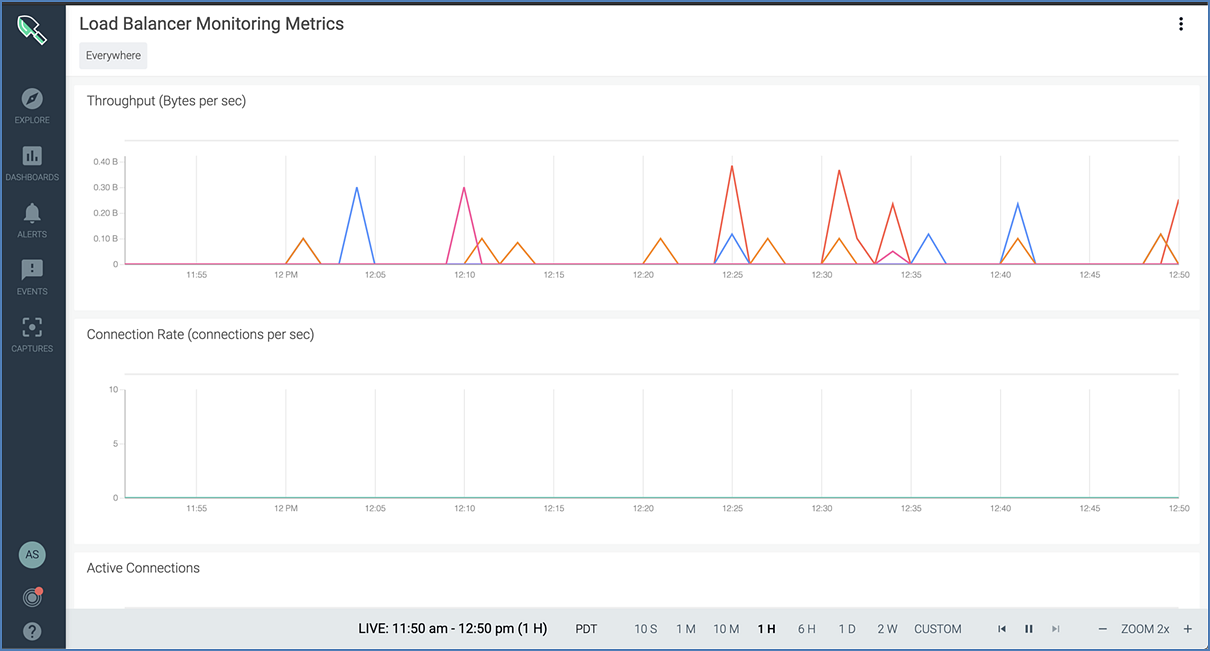 Load Balancer Monitoring Metrics
Everywhere
EXPLORE
DASHBOARDS
ALERTS
EVENTS
CAPTURES
AS
?
Throughput (Bytes per sec)
0.40 B
0.30 B
0.20 B
0.10 B
0
11:55 12 PM 12:05 12:10 12:15 12:20 12:25 12:30 12:35 12:40 12:45 12:50
Connection Rate (connections per sec)
10
5
0
11:55 12 PM 12:05 12:10 12:15 12:20 12:25 12:30 12:35 12:40 12:45 12:50
Active Connections
LIVE: 11:50 am - 12:50 pm (1 H) PDT 10 S 1 M 10 M 1 H 6 H 1 D 2 W CUSTOM − ZOOM 2x +